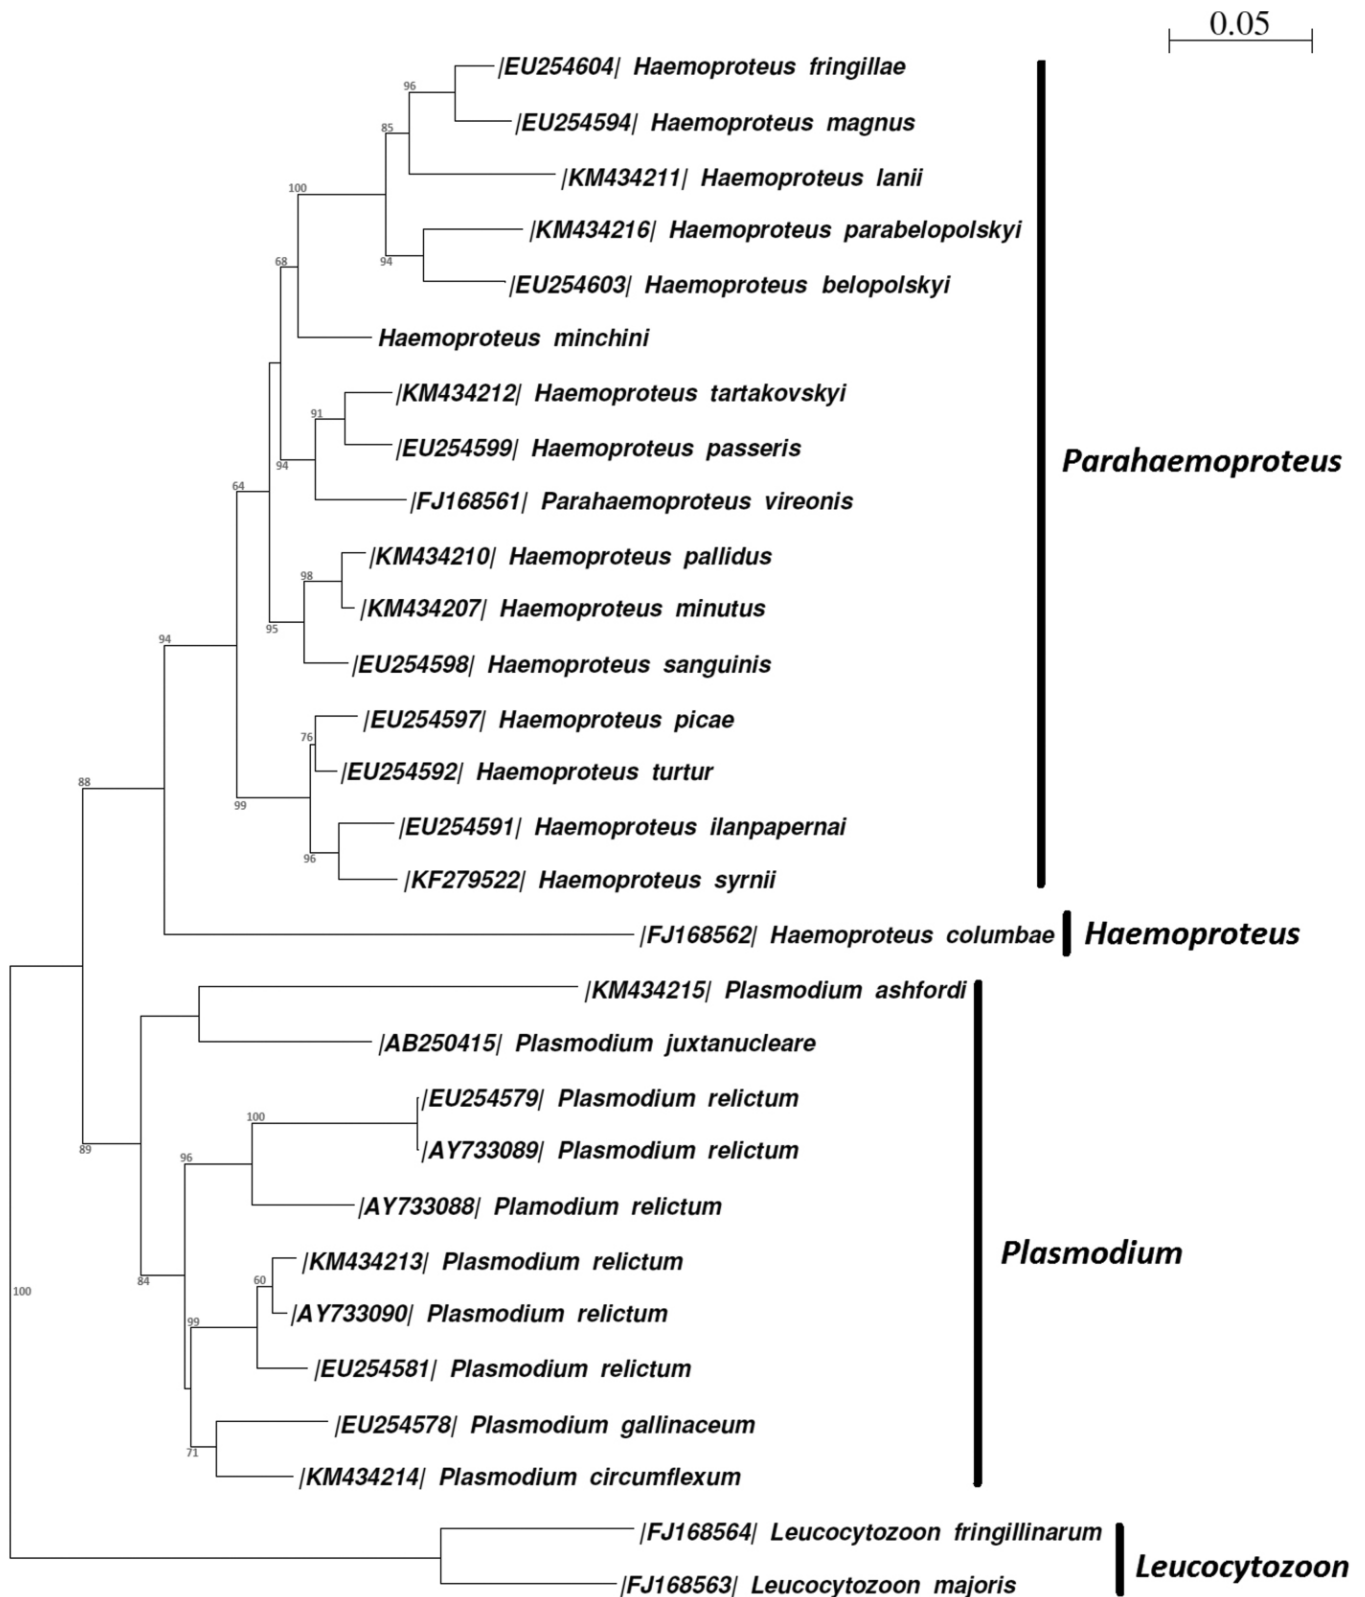 0.05
|EU254604| Haemoproteus fringillae
96
|EU254594| Haemoproteus magnus
85
|KM434211| Haemoproteus lanii
100
|KM434216| Haemoproteus parabelopolskyi
94
|EU254603| Haemoproteus belopolskyi
68
Haemoproteus minchini
|KM434212| Haemoproteus tartakovskyi
91
|EU254599| Haemoproteus passeris
94
Parahaemoproteus
|FJ168561| Parahaemoproteus vireonis
64
|KM434210| Haemoproteus pallidus
98
|KM434207| Haemoproteus minutus
95
|EU254598| Haemoproteus sanguinis
94
|EU254597| Haemoproteus picae
76
|EU254592| Haemoproteus turtur
88
99
|EU254591| Haemoproteus ilanpapernai
96
|KF279522| Haemoproteus syrnii
|FJ168562| Haemoproteus columbae
Haemoproteus
|KM434215| Plasmodium ashfordi
|AB250415| Plasmodium juxtanucleare
|EU254579| Plasmodium relictum
100
|AY733089| Plasmodium relictum
89
96
|AY733088| Plamodium relictum
Plasmodium
|KM434213| Plasmodium relictum
84
60
100
|AY733090| Plasmodium relictum
99
|EU254581| Plasmodium relictum
|EU254578| Plasmodium gallinaceum
71
|KM434214| Plasmodium circumflexum
|FJ168564| Leucocytozoon fringillinarum
Leucocytozoon
|FJ168563| Leucocytozoon majoris